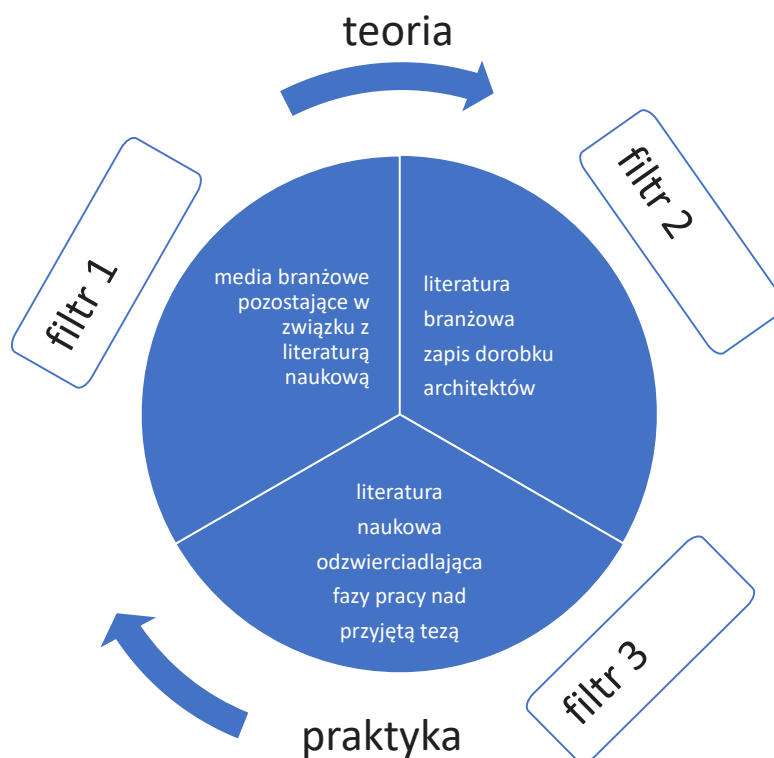 teoria
filtr 1
filtr 2
media branżowe
pozostające w
związku z
literaturą
naukową
literatura
branżowa
zapis dorobku
architektów
literatura
naukowa
odzwierciadlająca
fazy pracy nad
przyjętą tezą
filtr 3
praktyka